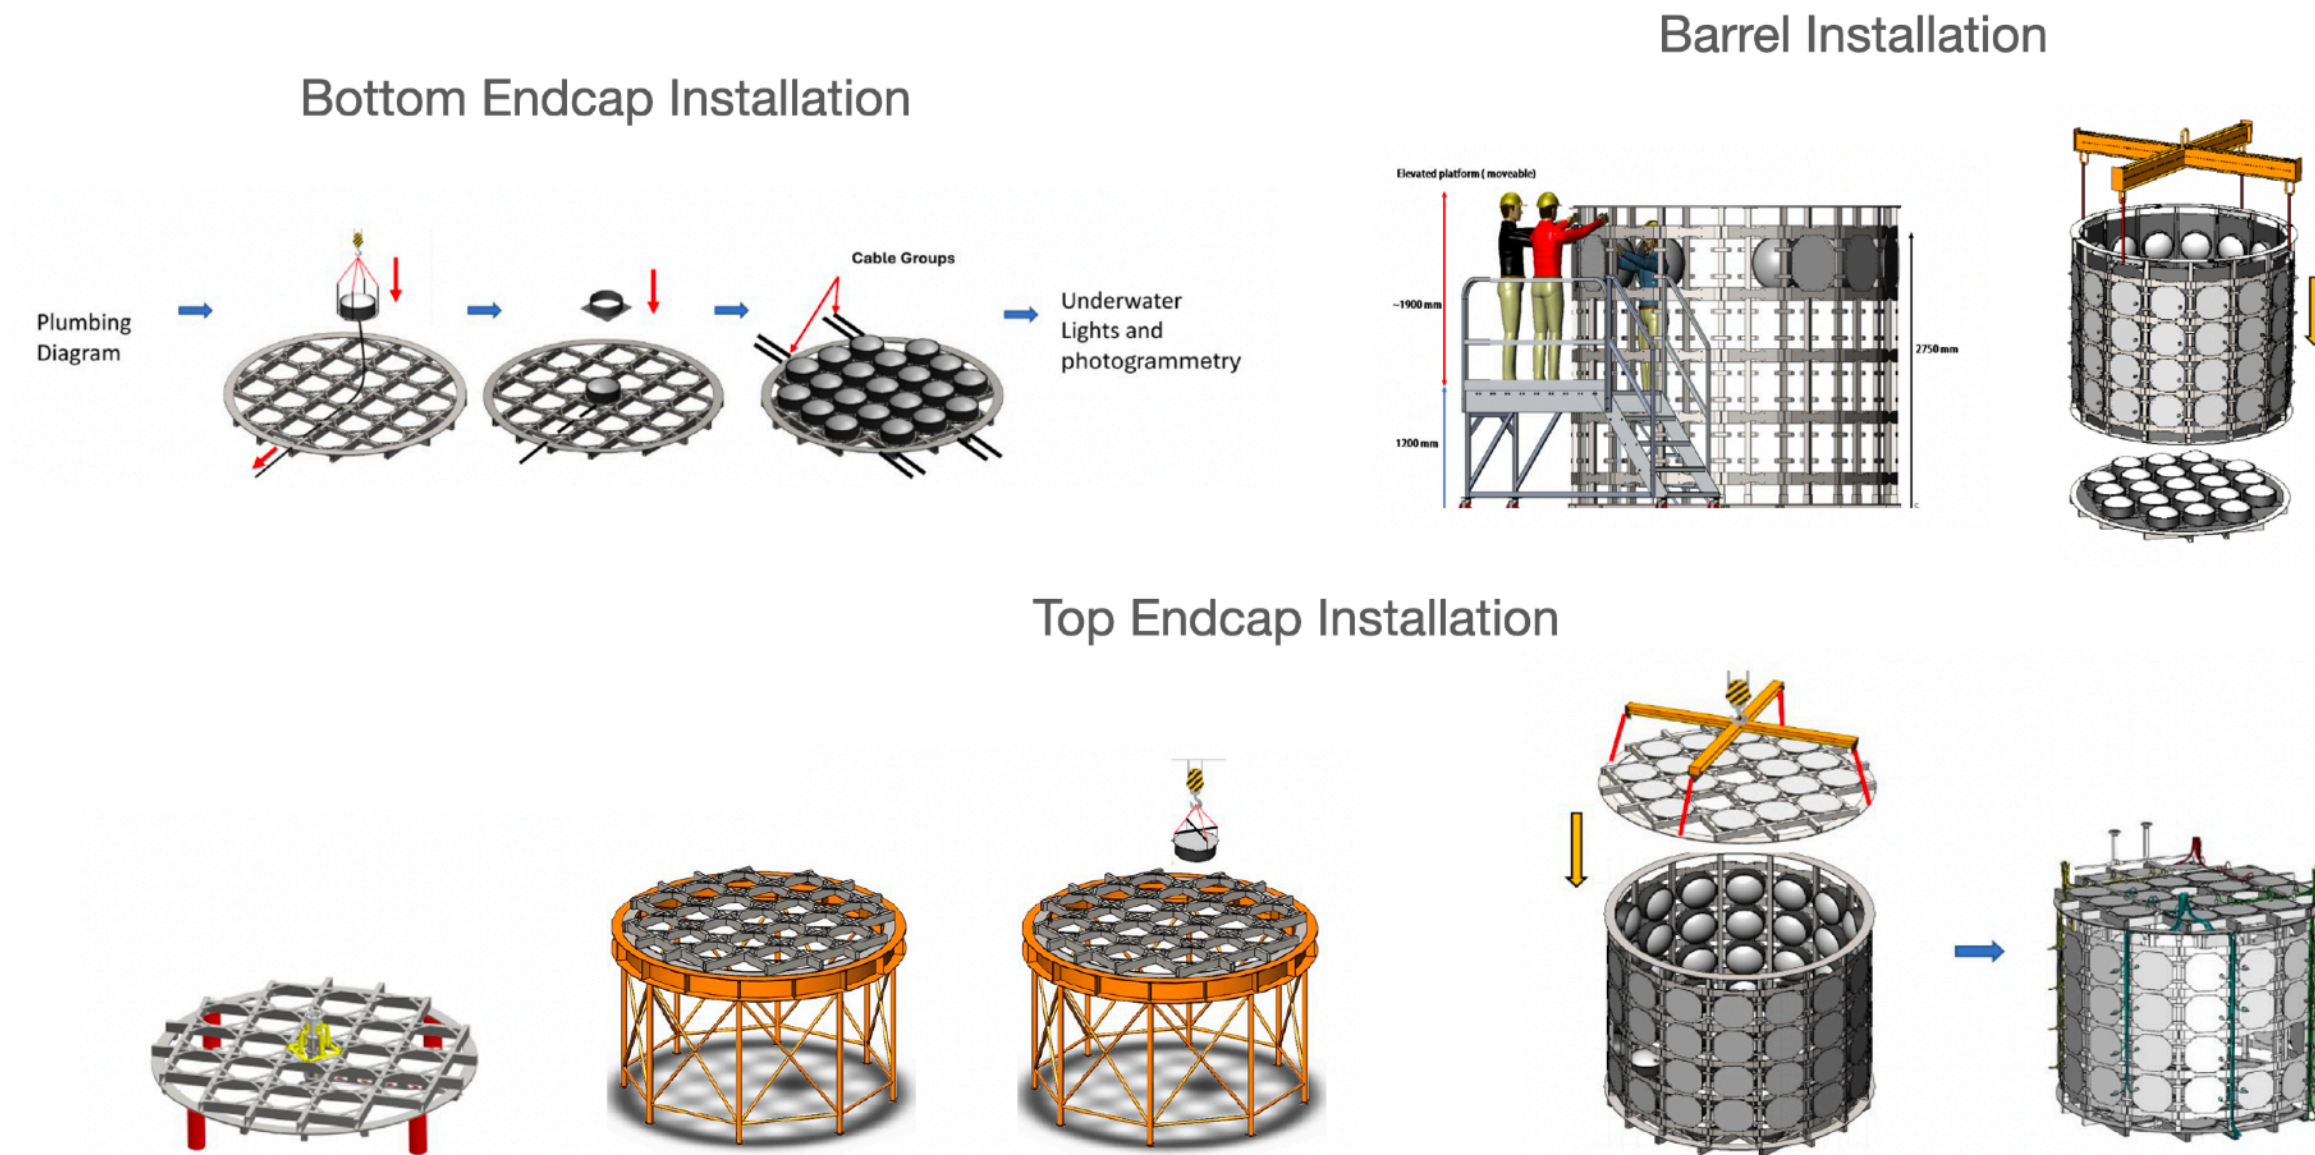 Barrel Installation
Bottom Endcap Installation
Elevated platform ( moveable)
Cable Groups
Plumbing
Diagram
Underwater
Lights and
photogrammetry
~1900 mm
2750 mm
1200 mm
Top Endcap Installation